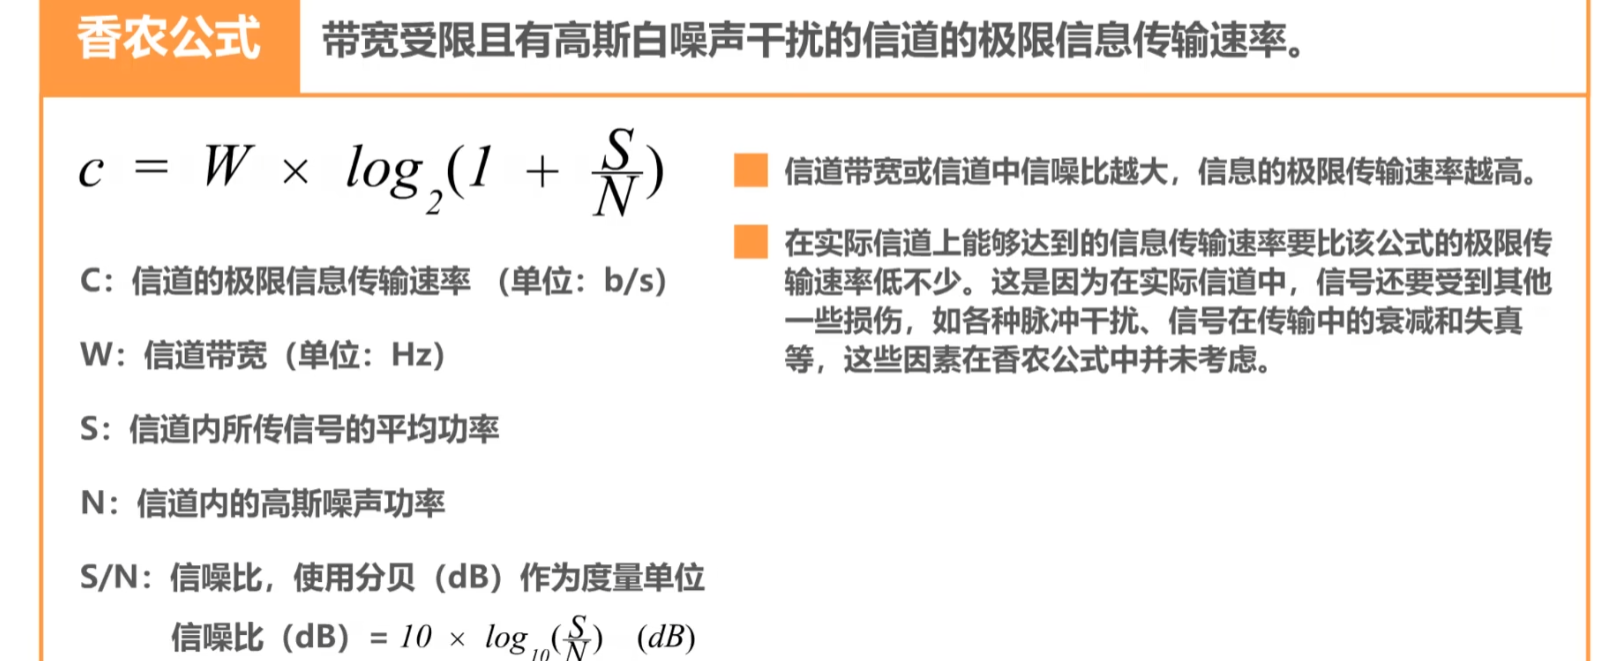 香农公式
带宽受限且有高斯白噪声干扰的信道的极限信息传输速率。
c = W × log₂(1 + S/N)
C：信道的极限信息传输速率 （单位：b/s）
W：信道带宽（单位：Hz）
S：信道内所传信号的平均功率
N：信道内的高斯噪声功率
S/N：信噪比，使用分贝（dB）作为度量单位
信噪比（dB）= 10 × log₁₀(S/N) (dB)
信道带宽或信道中信噪比越大，信息的极限传输速率越高。
在实际信道上能够达到的信息传输速率要比该公式的极限传
输速率低不少。这是因为在实际信道中，信号还要受到其他
一些损伤，如各种脉冲干扰、信号在传输中的衰减和失真
等，这些因素在香农公式中并未考虑。